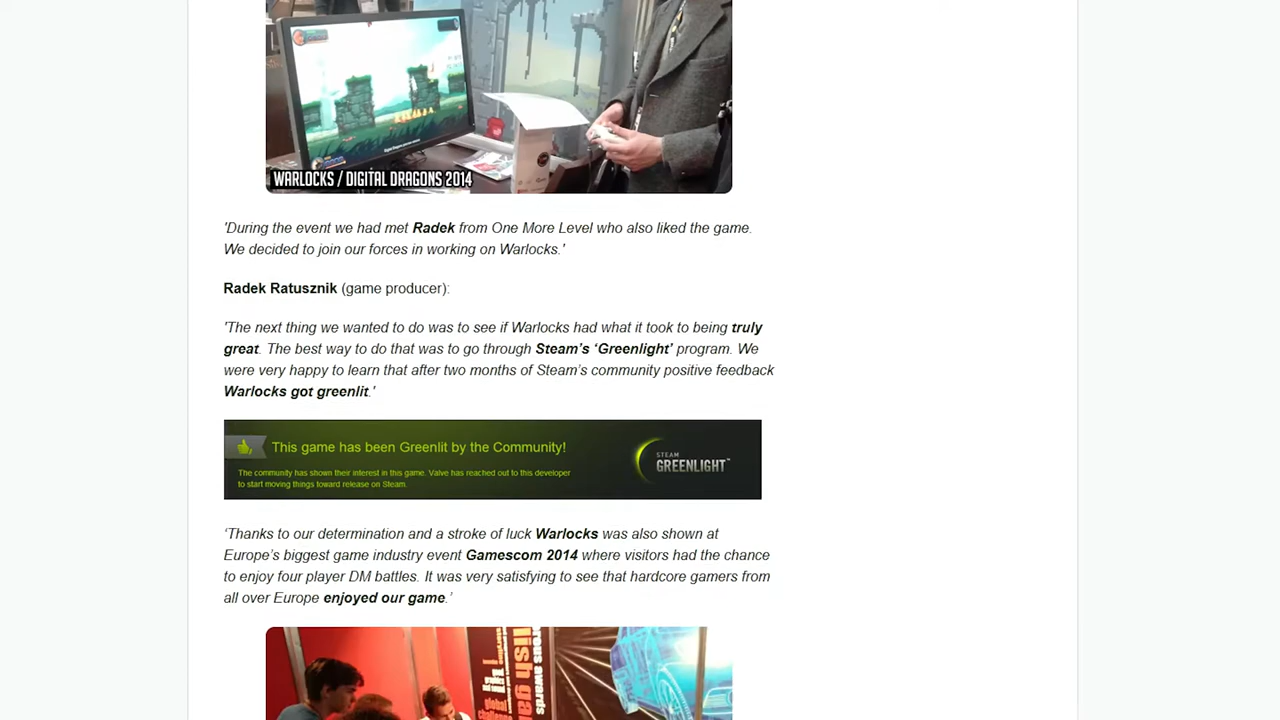 WARLOCKS / DIGITAL DRAGONS 2014
'During the event we had met Radek from One More Level who also liked the game.
We decided to join our forces in working on Warlocks.'
Radek Ratusznik (game producer):
'The next thing we wanted to do was to see if Warlocks had what it took to being truly
great. The best way to do that was to go through Steam's ‘Greenlight’ program. We
were very happy to learn that after two months of Steam's community positive feedback
Warlocks got greenlit.'
This game has been Greenlit by the Community!
The community has shown their interest in this game. Valve has reached out to this developer
to start moving things toward release on Steam.
STEAM
GREENLIGHT™
‘Thanks to our determination and a stroke of luck Warlocks was also shown at
Europe’s biggest game industry event Gamescom 2014 where visitors had the chance
to enjoy four player DM battles. It was very satisfying to see that hardcore gamers from
all over Europe enjoyed our game.’